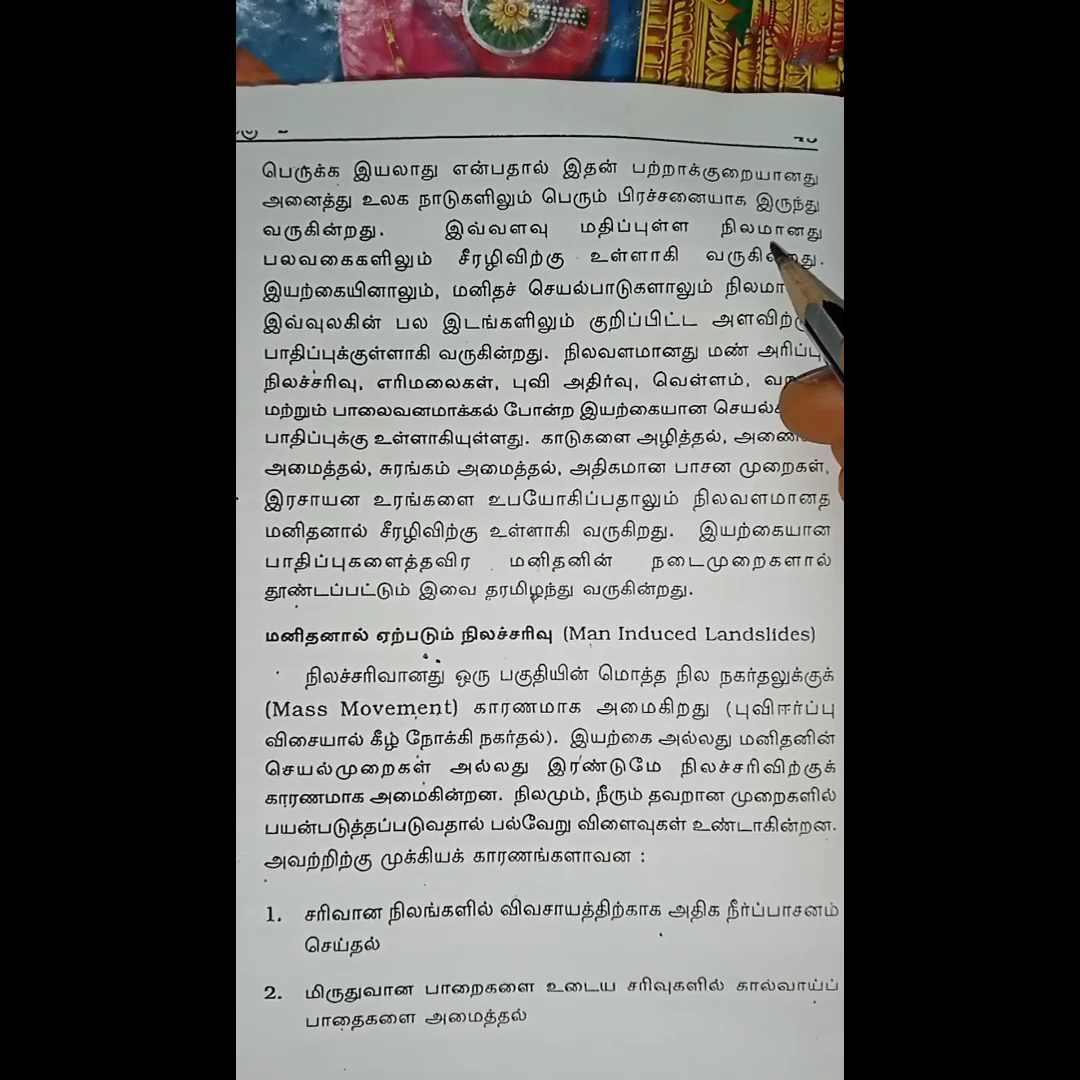 பெருக்க இயலாது என்பதால் இதன் பற்றாக்குறையானது
அனைத்து உலக நாடுகளிலும் பெரும் பிரச்சனையாக இருந்து
வருகின்றது. இவ்வளவு மதிப்புள்ள நிலமானது
பலவகைகளிலும் சீரழிவிற்கு உள்ளாகி
இயற்கையினாலும், மனிதச் செயல்பாடுகளாலும்
இவ்வுலகின் பல இடங்களிலும் குறிப்பிட்ட
பாதிப்புக்குள்ளாகி வருகின்றது. நிலவளமானது மண்
நிலச்சரிவு, எரிமலைகள், புவி அதிர்வு, வெள்ளம்,
மற்றும் பாலைவனமாக்கல் போன்ற இயற்கையான
பாதிப்புக்கு உள்ளாகியுள்ளது. காடுகளை அழித்தல்,
அமைத்தல், சுரங்கம் அமைத்தல், அதிகமான பாசன முறைகள்,
இரசாயன உரங்களை உபயோகிப்பதாலும் நிலவளமானத
மனிதனால் சீரழிவிற்கு உள்ளாகி வருகிறது. இயற்கையான
பாதிப்புகளைத்தவிர மனிதனின் நடைமுறைகளால்
தூண்டப்பட்டும் இவை தரமிழந்து வருகின்றது.
மனிதனால் ஏற்படும் நிலச்சரிவு (Man Induced Landslides)
நிலச்சரிவானது ஒரு பகுதியின் மொத்த நில நகர்தலுக்குக்
(Mass Movement) காரணமாக அமைகிறது (புவிஈர்ப்பு
விசையால் கீழ் நோக்கி நகர்தல்). இயற்கை அல்லது மனிதனின்
செயல்முறைகள் அல்லது இரண்டுமே நிலச்சரிவிற்குக்
காரணமாக அமைகின்றன. நிலமும், நீரும் தவறான முறைகளில்
பயன்படுத்தப்படுவதால் பல்வேறு விளைவுகள் உண்டாகின்றன.
அவற்றிற்கு முக்கியக் காரணங்களாவன :
1. சரிவான நிலங்களில் விவசாயத்திற்காக அதிக நீர்ப்பாசனம்
செய்தல்
2. மிருதுவான பாறைகளை உடைய சரிவுகளில் கால்வாய்ப்
பாதைகளை அமைத்தல்